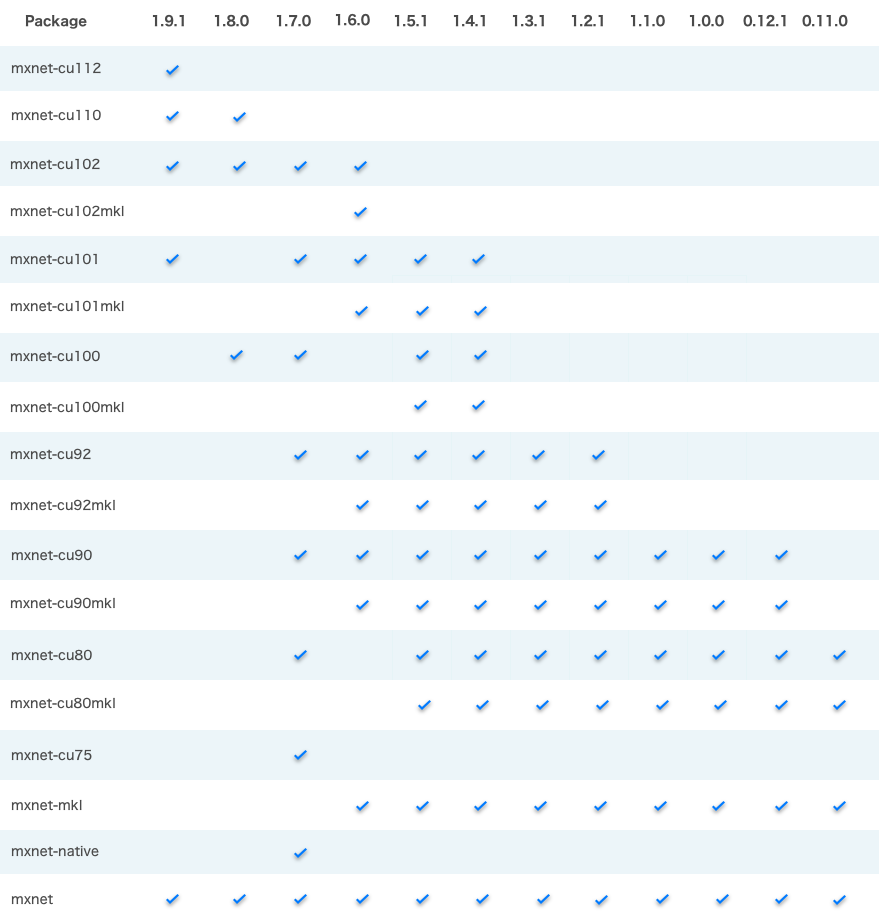 Package 1.9.1 1.8.0 1.7.0 1.6.0 1.5.1 1.4.1 1.3.1 1.2.1 1.1.0 1.0.0 0.12.1 0.11.0
mxnet-cu112 ✓
mxnet-cu110 ✓ ✓
mxnet-cu102 ✓ ✓ ✓ ✓
mxnet-cu102mkl ✓
mxnet-cu101 ✓ ✓ ✓ ✓ ✓
mxnet-cu101mkl ✓ ✓ ✓
mxnet-cu100 ✓ ✓ ✓ ✓
mxnet-cu100mkl ✓ ✓
mxnet-cu92 ✓ ✓ ✓ ✓ ✓ ✓
mxnet-cu92mkl ✓ ✓ ✓ ✓ ✓
mxnet-cu90 ✓ ✓ ✓ ✓ ✓ ✓ ✓ ✓ ✓
mxnet-cu90mkl ✓ ✓ ✓ ✓ ✓ ✓ ✓ ✓
mxnet-cu80 ✓ ✓ ✓ ✓ ✓ ✓ ✓ ✓ ✓
mxnet-cu80mkl ✓ ✓ ✓ ✓ ✓ ✓ ✓ ✓
mxnet-cu75 ✓
mxnet-mkl ✓ ✓ ✓ ✓ ✓ ✓ ✓ ✓ ✓
mxnet-native ✓
mxnet ✓ ✓ ✓ ✓ ✓ ✓ ✓ ✓ ✓ ✓ ✓ ✓